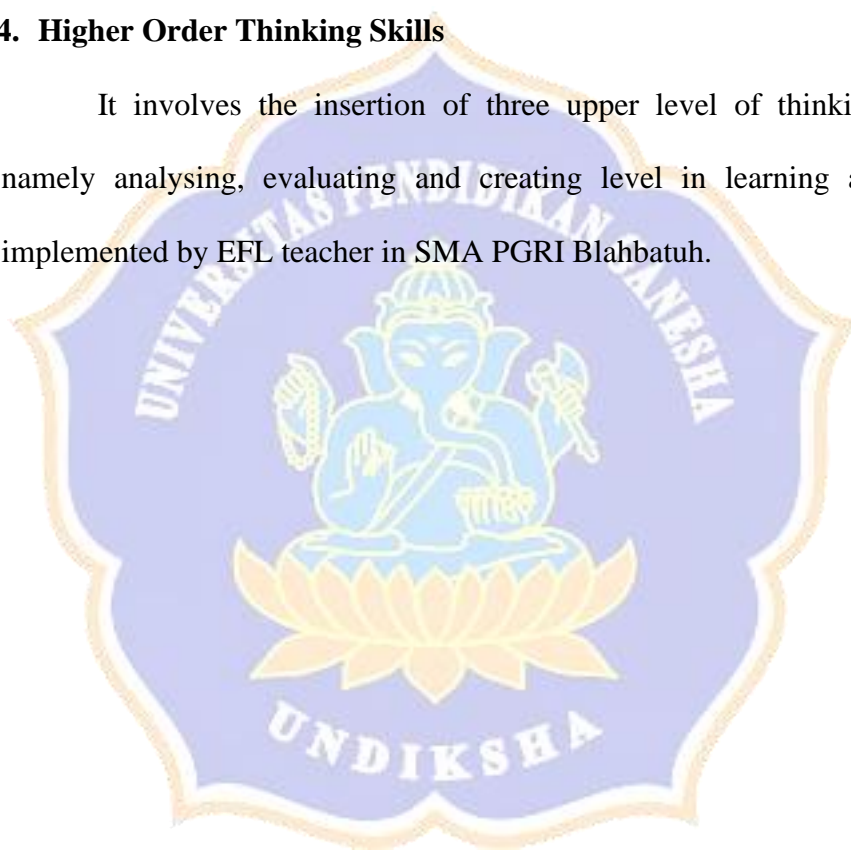 4. Higher Order Thinking Skills
It involves the insertion of three upper level of
namely analysing, evaluating and creating level in learning
implemented by EFL teacher in SMA PGRI Blahbatuh.
UNIVERSITAS PENDIDIKAN GANESHA
UNDIKSHA